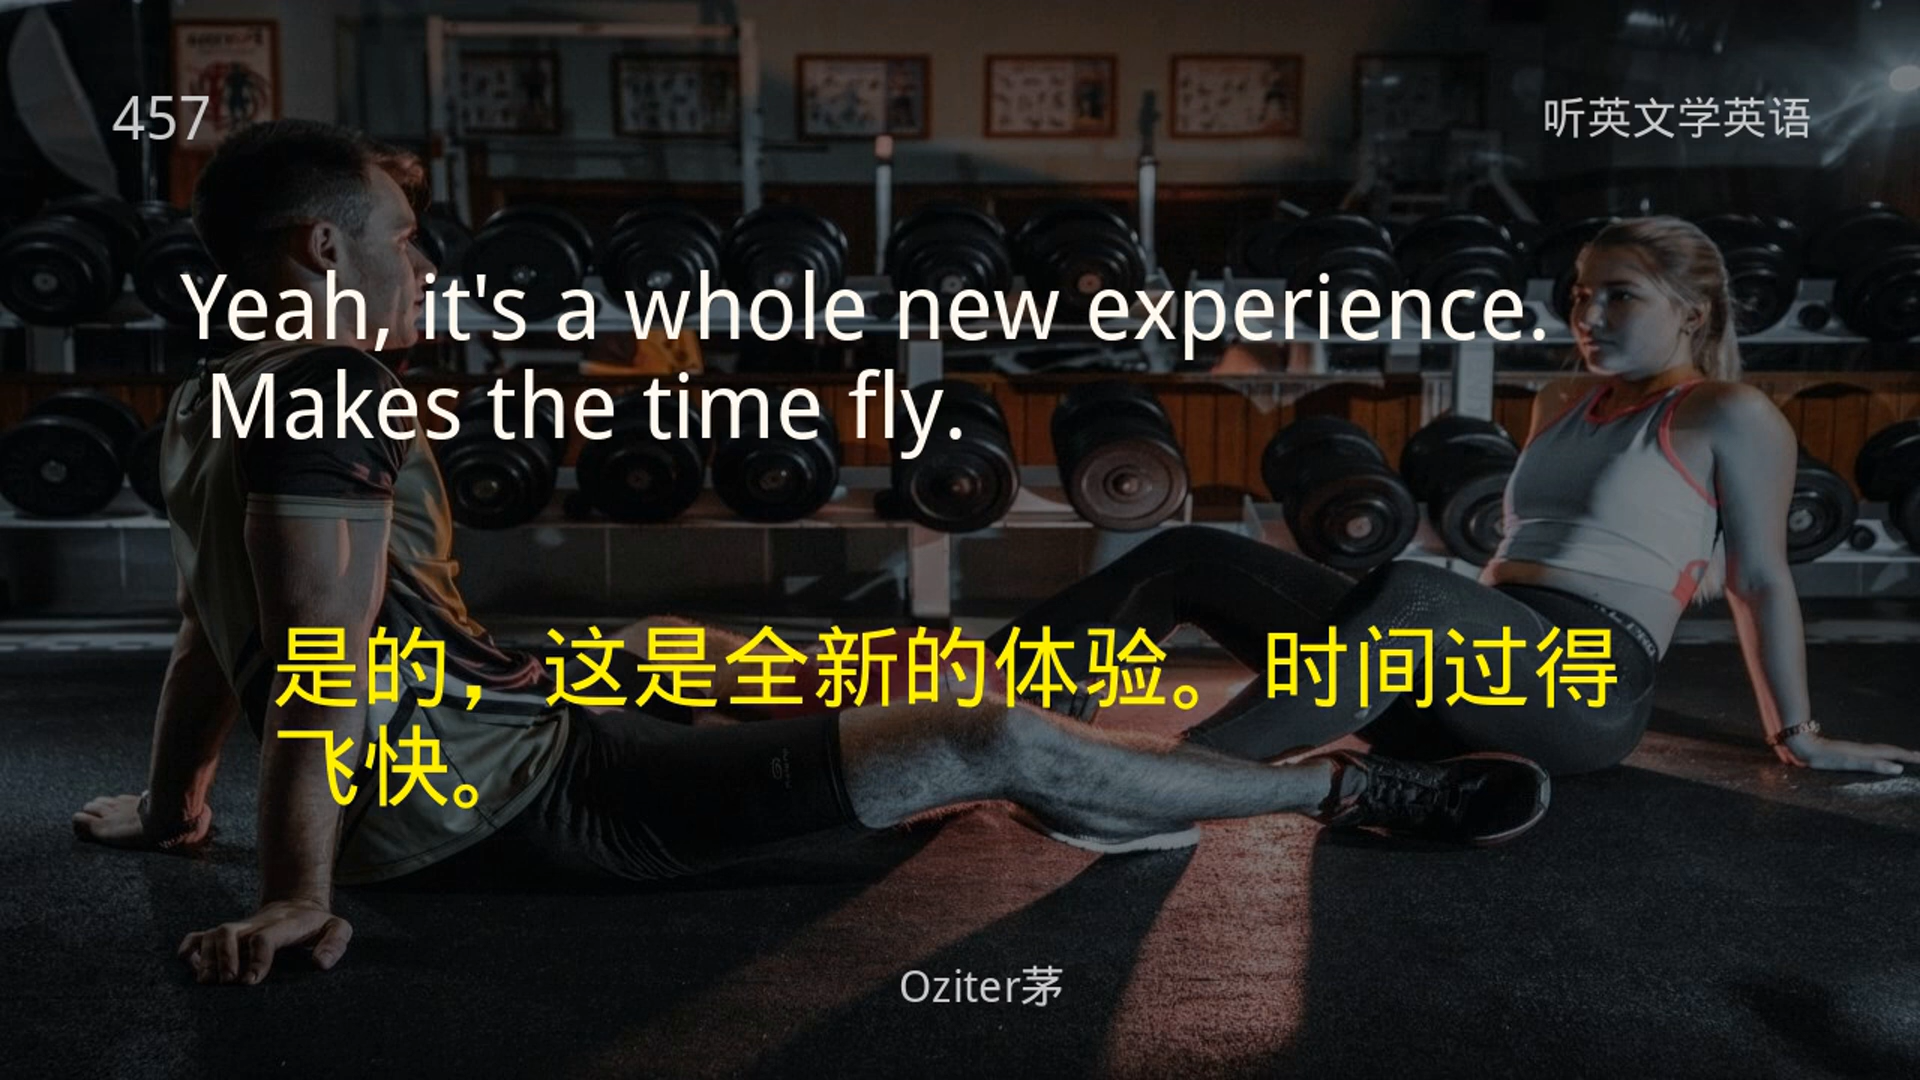 457
听英文学英语
Yeah, it's a whole new experience.
Makes the time fly.
是的，这是全新的体验。时间过得
飞快。
Oziter茅